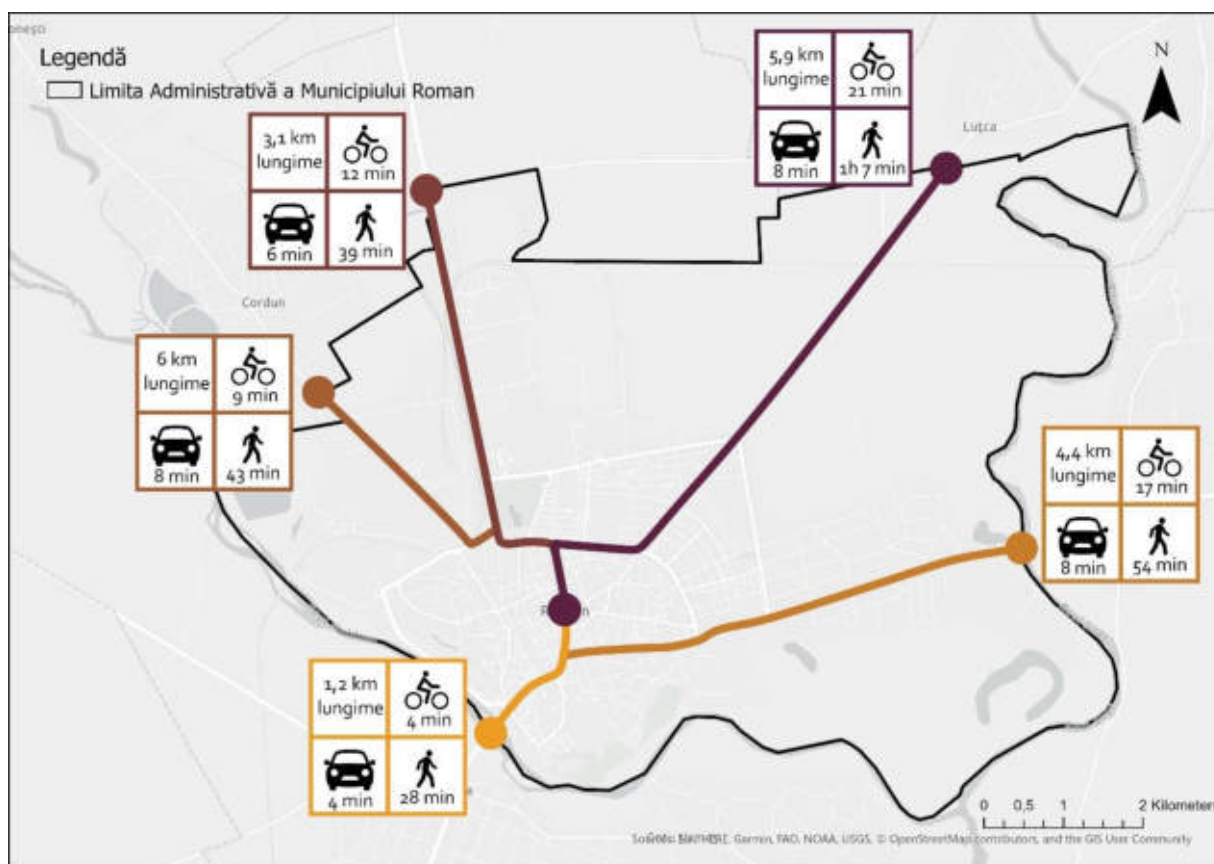 Legendă
Limita Administrativă a Municipiului Roman
5,9 km
lungime
21 min
8 min
1h 7 min
N
Luțca
3,1 km
lungime
12 min
6 min
39 min
Cordun
6 km
lungime
9 min
8 min
43 min
4,4 km
lungime
17 min
8 min
54 min
1,2 km
lungime
4 min
4 min
28 min
0 0,5 1 2 Kilometers
Garmin, FAO, NOAA, USGS, © OpenStreetMap contributors, and the GIS User Community